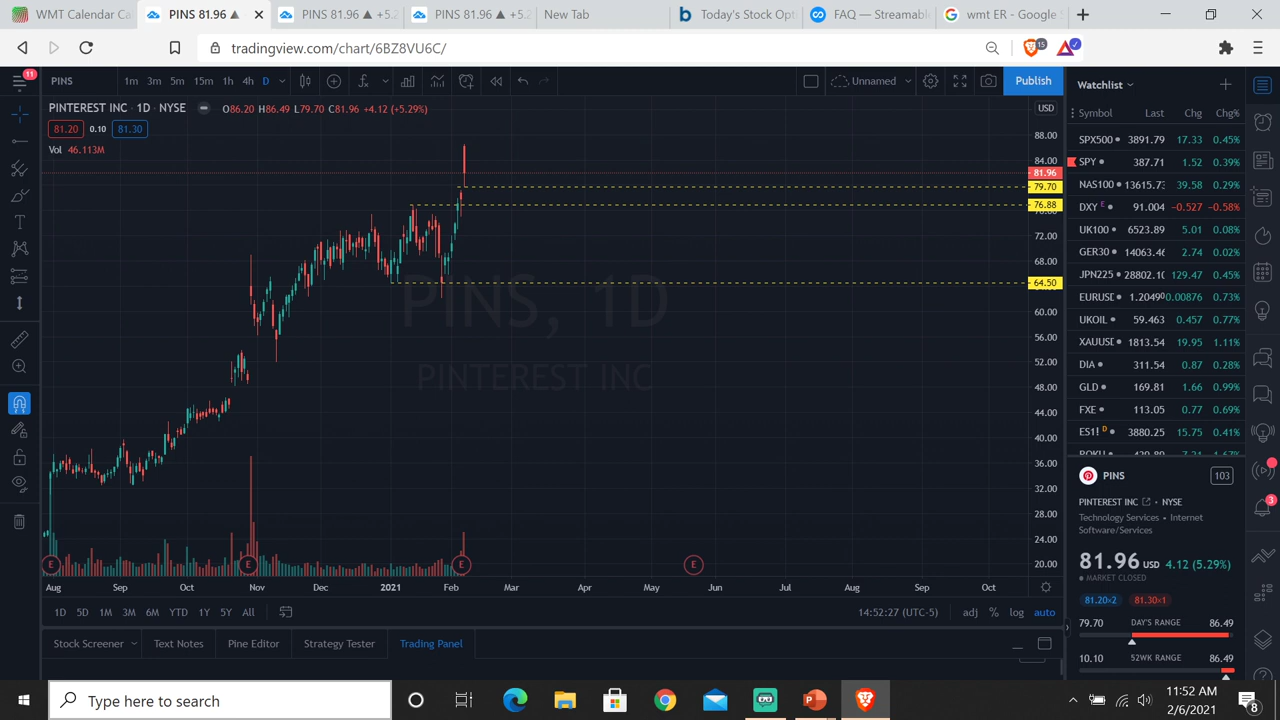 WMT Calendar Ca
PINS 81.96 ▲
PINS 81.96 ▲ +5.2
PINS 81.96 ▲ +5.2
New Tab
Today's Stock Opt
FAQ — Streamable
wmt ER - Google S
tradingview.com/chart/6BZ8VU6C/
15
11
PINS 1m 3m 5m 15m 1h 4h D
Unnamed
Publish
PINTEREST INC · 1D · NYSE O86.20 H86.49 L79.70 C81.96 +4.12 (+5.29%)
81.20 0.10 81.30
Vol 46.113M
PINS, 1D
PINTEREST INC
USD
88.00
84.00
81.96
79.70
76.88
72.00
68.00
64.50
60.00
56.00
52.00
48.00
44.00
40.00
36.00
32.00
28.00
24.00
20.00
E E E E
Aug Sep Oct Nov Dec 2021 Feb Mar Apr May Jun Jul Aug Sep Oct
1D 5D 1M 3M 6M YTD 1Y 5Y All
14:52:27 (UTC-5) adj % log auto
Stock Screener Text Notes Pine Editor Strategy Tester Trading Panel
Watchlist
Symbol Last Chg Chg%
SPX500 3891.79 17.33 0.45%
SPY 387.71 1.52 0.39%
NAS100 13615.73 39.58 0.29%
DXY E 91.004 -0.527 -0.58%
UK100 6523.89 5.01 0.08%
GER30 14063.46 2.74 0.02%
JPN225 28802.10 129.47 0.45%
EURUSD 1.20490 0.00876 0.73%
UKOIL 59.463 0.457 0.77%
XAUUSD 1813.54 19.95 1.11%
DIA 311.54 0.87 0.28%
GLD 169.81 1.66 0.99%
FXE 113.05 0.77 0.69%
ES1! D 3880.25 15.75 0.41%
PINS
103
PINTEREST INC · NYSE
Technology Services • Internet
Software/Services
81.96 USD 4.12 (5.29%)
MARKET CLOSED
81.20×2 81.30×1
79.70 DAY'S RANGE 86.49
10.10 52WK RANGE 86.49
3
Type here to search
11:52 AM
2/6/2021
8